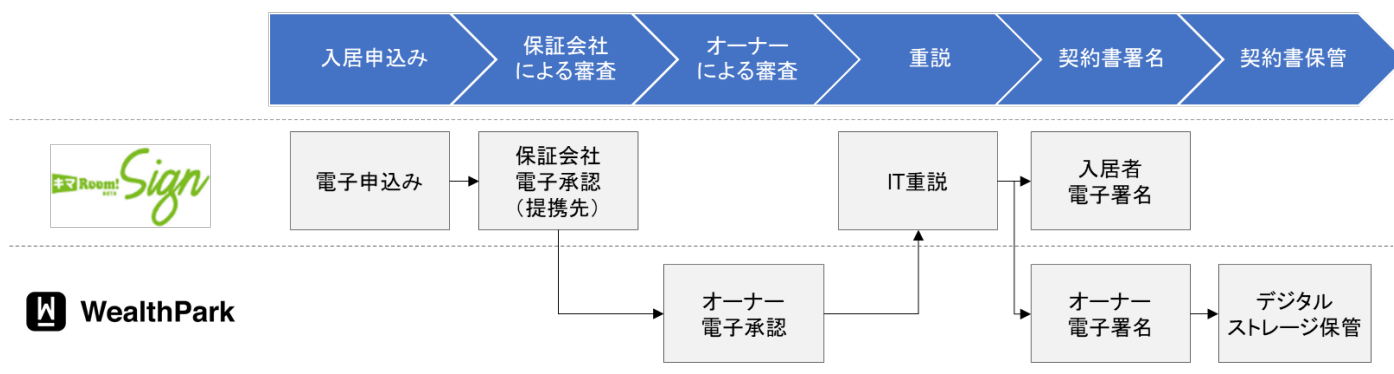 入居申込み
保証会社
による審査
オーナー
による審査
重説
契約書署名
契約書保管
キマRoom! Sign
BETA
電子申込み
保証会社
電子承認
（提携先）
IT重説
入居者
電子署名
WealthPark
オーナー
電子承認
オーナー
電子署名
デジタル
ストレージ保管